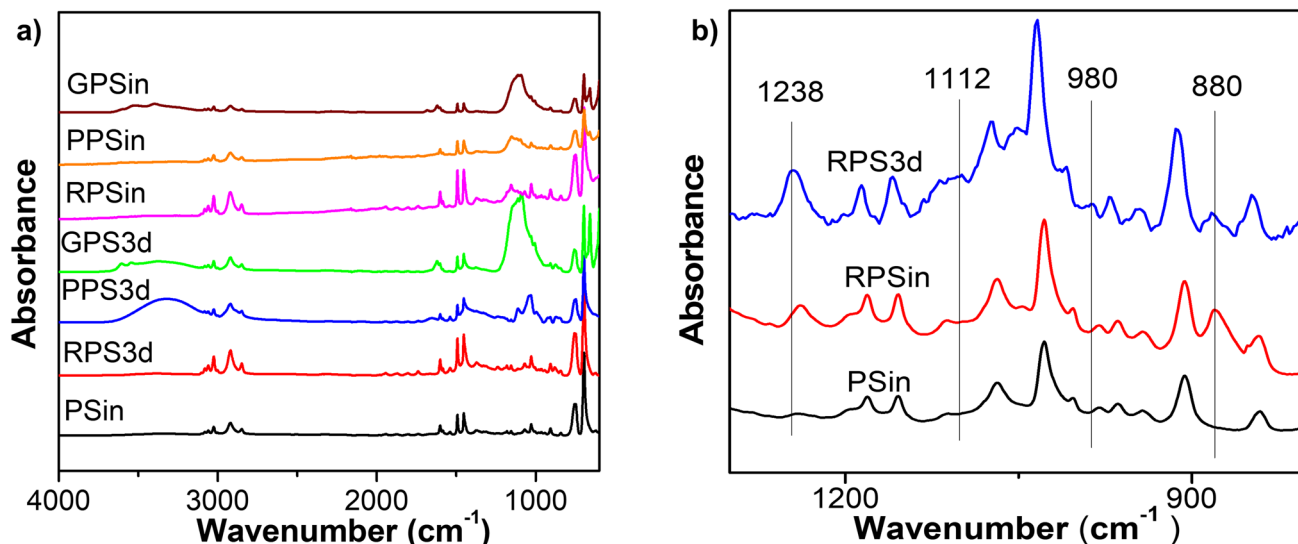 a)
GPSin
PPSin
RPSin
GPS3d
PPS3d
RPS3d
PSin
Absorbance
4000 3000 2000 1000
Wavenumber (cm⁻¹)
b)
1238 1112 980 880
RPS3d
RPSin
PSin
Absorbance
1200 900
Wavenumber (cm⁻¹)